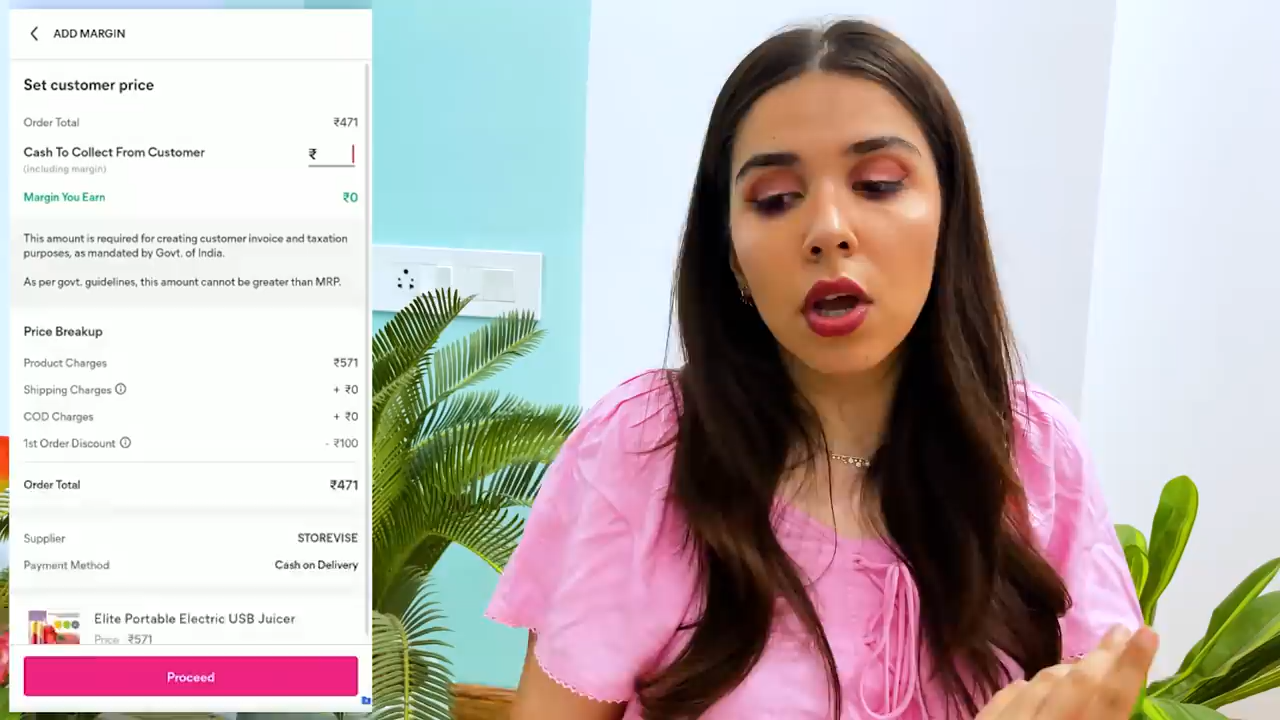 ADD MARGIN
Set customer price
Order Total ₹471
Cash To Collect From Customer ₹
(including margin)
Margin You Earn ₹0
This amount is required for creating customer invoice and taxation
purposes, as mandated by Govt. of India.
As per govt. guidelines, this amount cannot be greater than MRP.
Price Breakup
Product Charges ₹571
Shipping Charges + ₹0
COD Charges + ₹0
1st Order Discount - ₹100
Order Total ₹471
Supplier STOREVISE
Payment Method Cash on Delivery
Elite Portable Electric USB Juicer
Price ₹571
Proceed